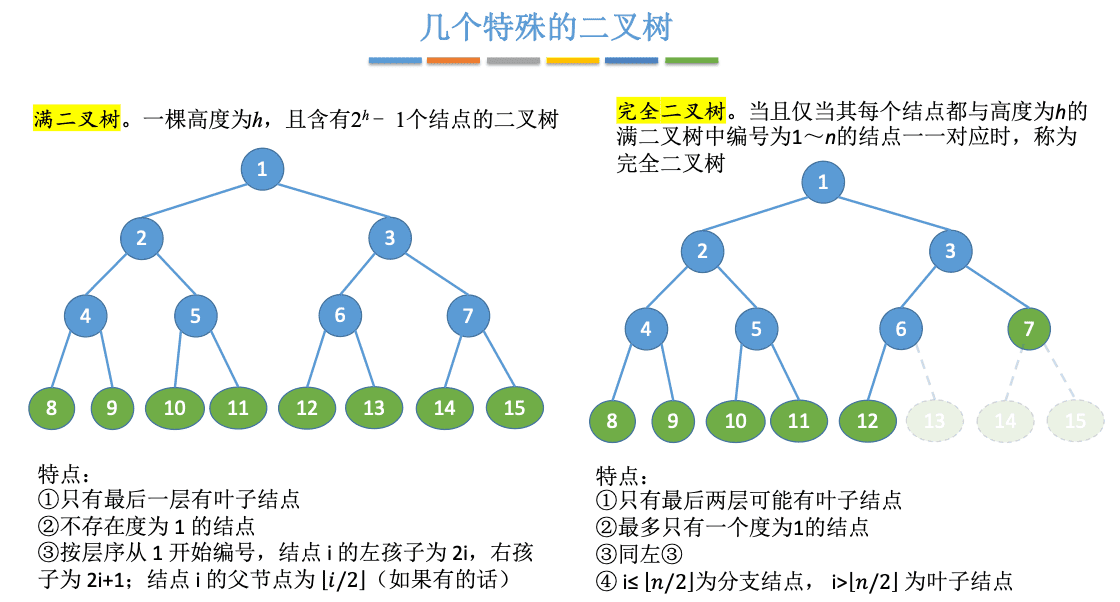 几个特殊的二叉树
满二叉树。一棵高度为h，且含有2ʰ − 1个结点的二叉树
1
2
3
4
5
6
7
8
9
10
11
12
13
14
15
特点：
①只有最后一层有叶子结点
②不存在度为 1 的结点
③按层序从 1 开始编号，结点 i 的左孩子为 2i，右孩
子为 2i+1；结点 i 的父节点为 ⌊i/2⌋（如果有的话）
完全二叉树。当且仅当其每个结点都与高度为h的
满二叉树中编号为1～n的结点一一对应时，称为
完全二叉树
1
2
3
4
5
6
7
8
9
10
11
12
13
14
15
特点：
①只有最后两层可能有叶子结点
②最多只有一个度为1的结点
③同左③
④ i≤ ⌊n/2⌋为分支结点， i>⌊n/2⌋ 为叶子结点